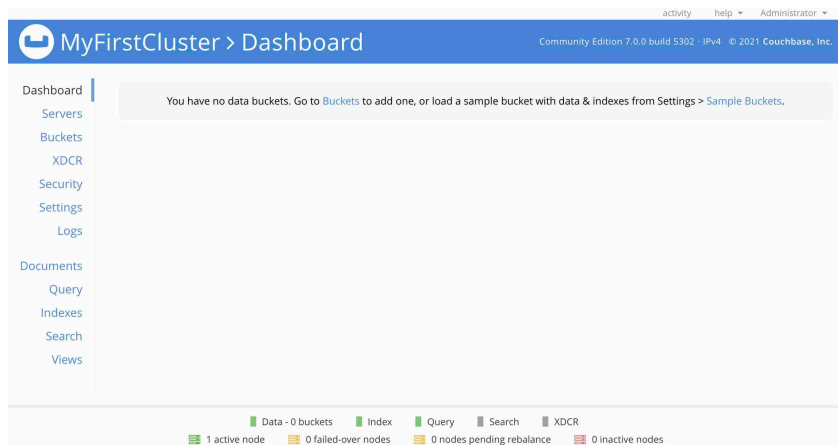 activity help Administrator
MyFirstCluster > Dashboard
Community Edition 7.0.0 build 5302 · IPv4 © 2021 Couchbase, Inc.
Dashboard
Servers
Buckets
XDCR
Security
Settings
Logs
Documents
Query
Indexes
Search
Views
You have no data buckets. Go to Buckets to add one, or load a sample bucket with data & indexes from Settings > Sample Buckets.
Data - 0 buckets Index Query Search XDCR
1 active node 0 failed-over nodes 0 nodes pending rebalance 0 inactive nodes